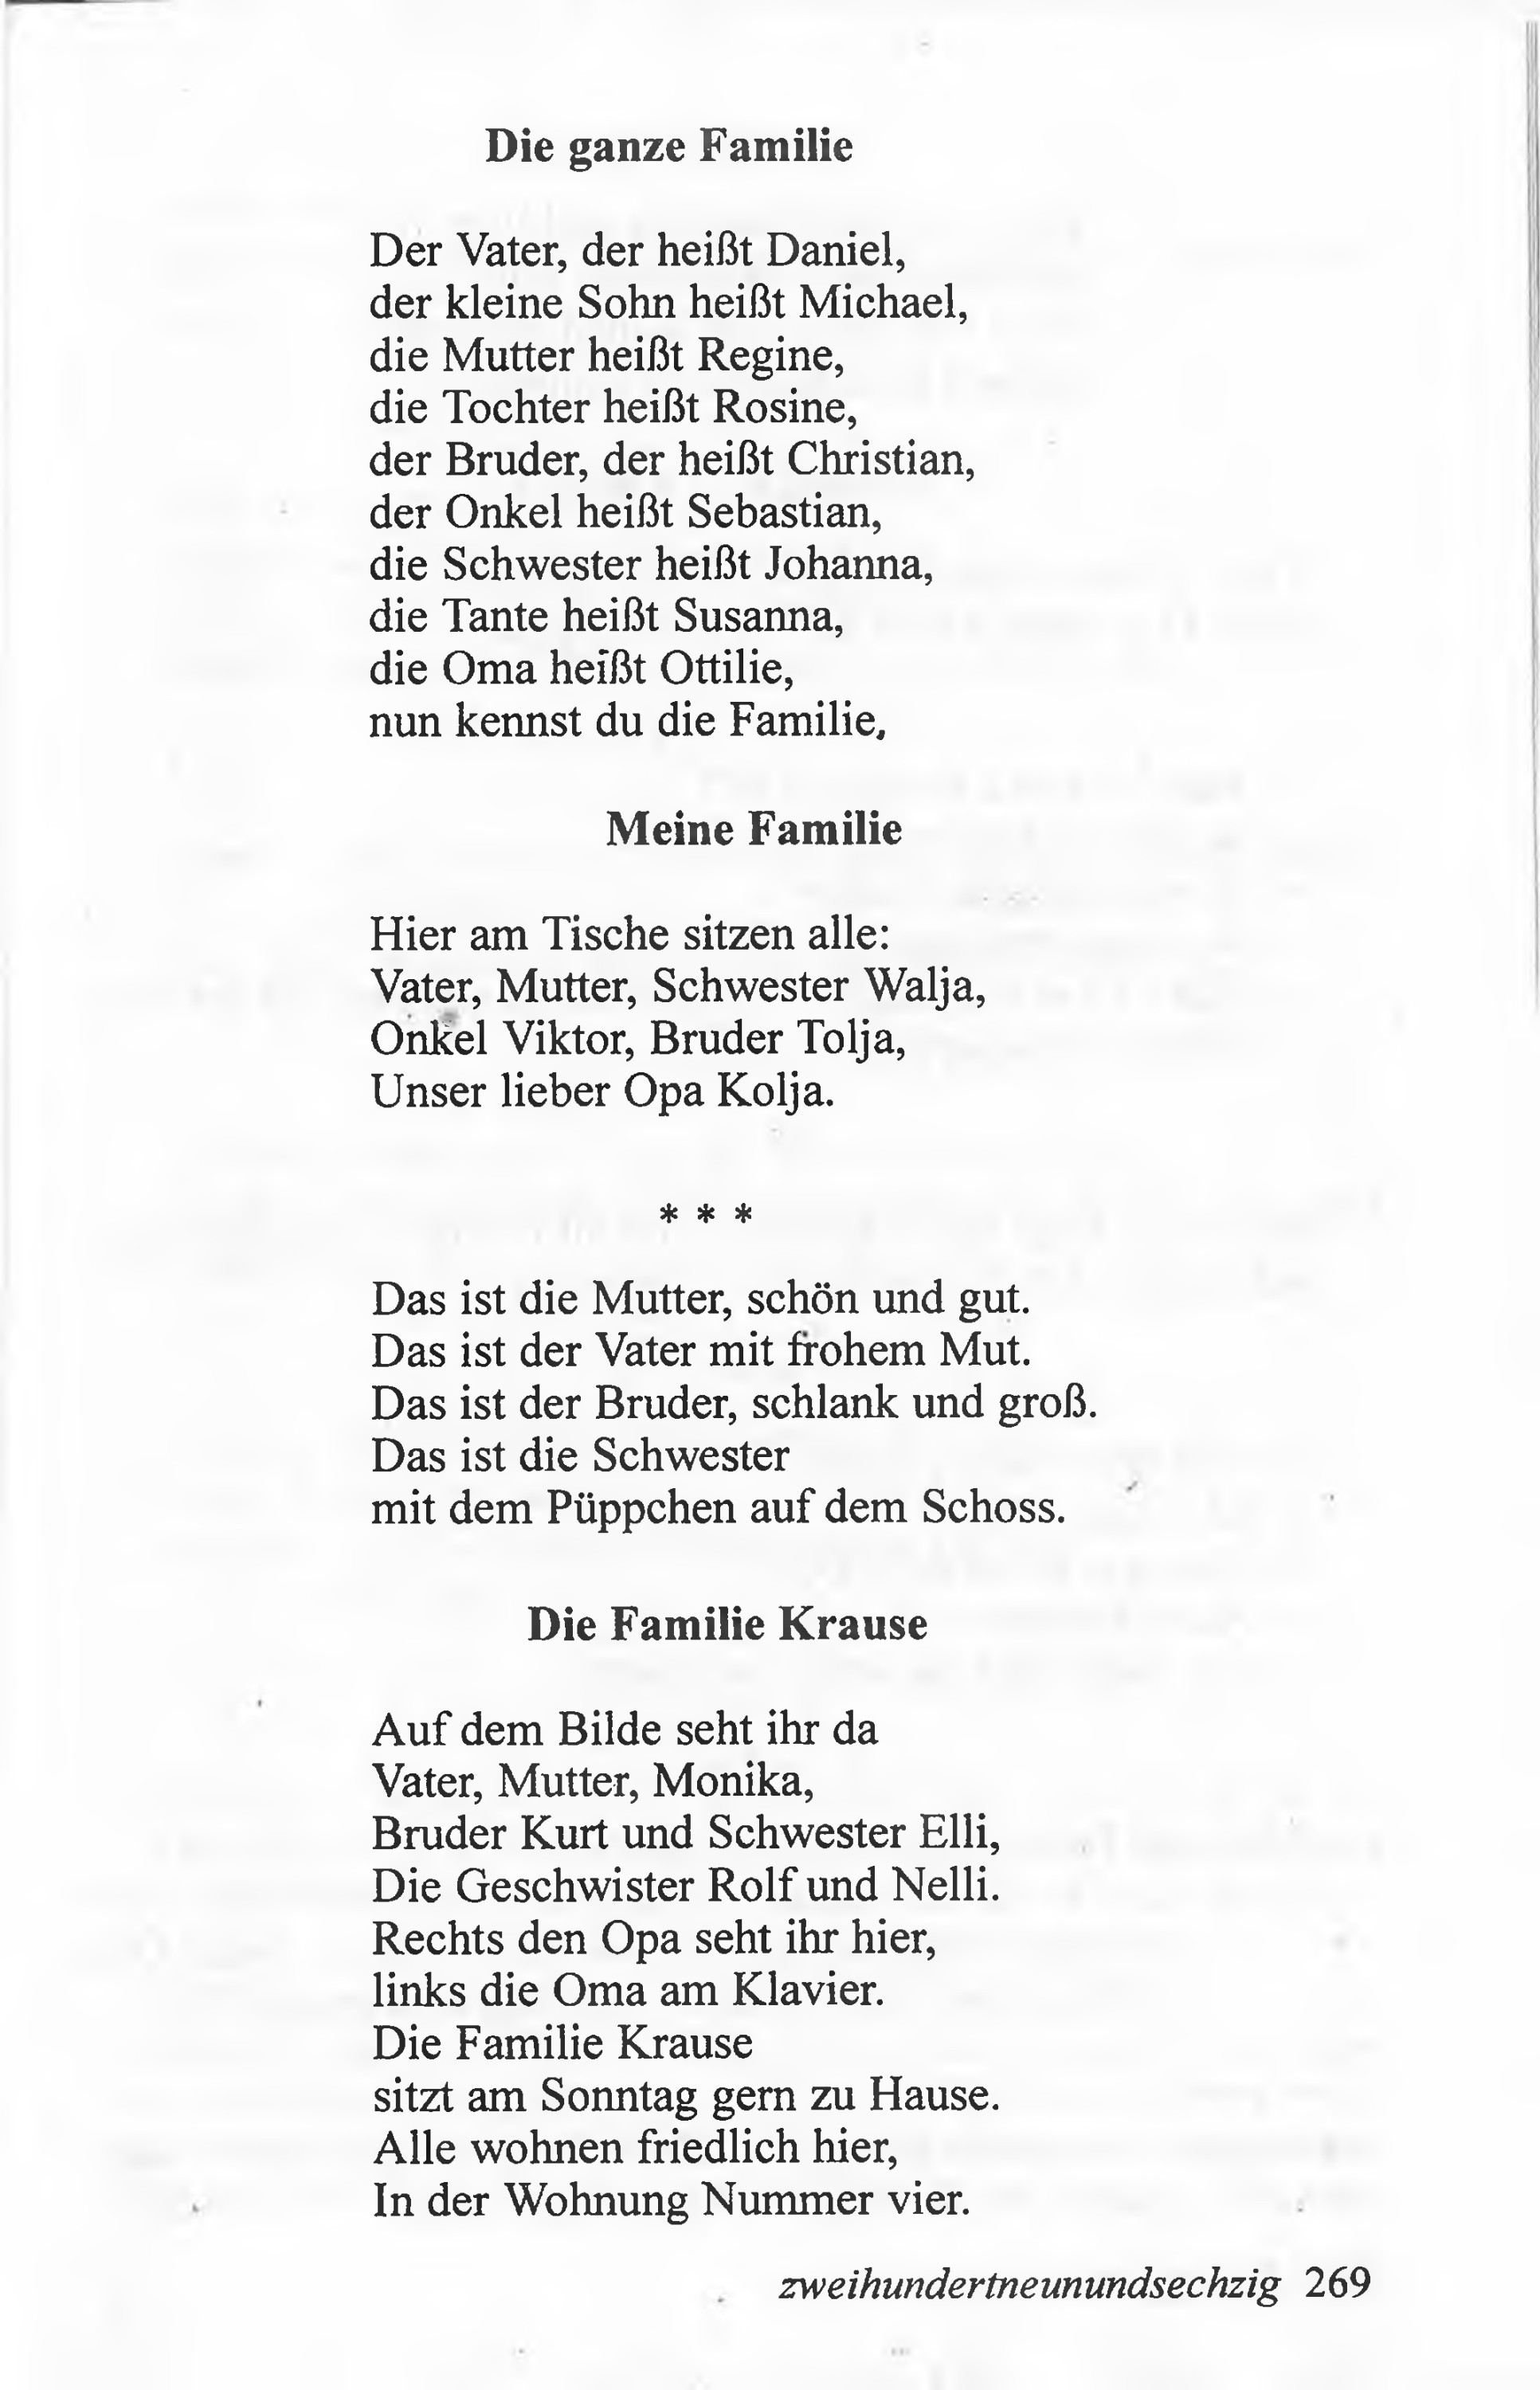 Die ganze Familie
Der Vater, der heißt Daniel,
der kleine Sohn heißt Michael,
die Mutter heißt Regine,
die Tochter heißt Rosine,
der Bruder, der heißt Christian,
der Onkel heißt Sebastian,
die Schwester heißt Johanna,
die Tante heißt Susanna,
die Oma heißt Ottilie,
nun kennst du die Familie.
Meine Familie
Hier am Tische sitzen alle:
Vater, Mutter, Schwester Walja,
Onkel Viktor, Bruder Tolja,
Unser lieber Opa Kolja.
* * *
Das ist die Mutter, schön und gut.
Das ist der Vater mit frohem Mut.
Das ist der Bruder, schlank und groß.
Das ist die Schwester
mit dem Püppchen auf dem Schoss.
Die Familie Krause
Auf dem Bilde seht ihr da
Vater, Mutter, Monika,
Bruder Kurt und Schwester Elli,
Die Geschwister Rolf und Nelli.
Rechts den Opa seht ihr hier,
links die Oma am Klavier.
Die Familie Krause
sitzt am Sonntag gern zu Hause.
Alle wohnen friedlich hier,
In der Wohnung Nummer vier.
zweihundertneunundsechzig 269